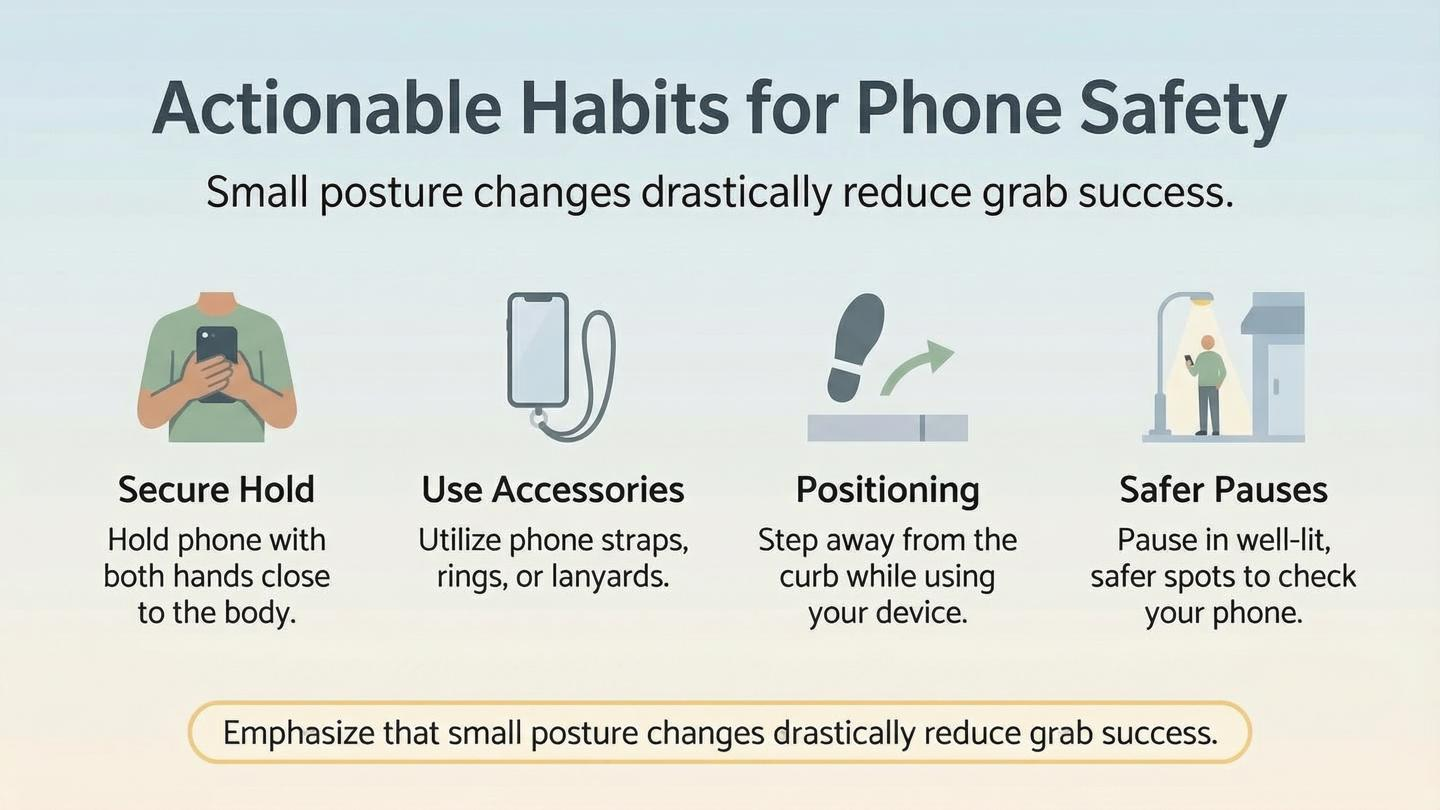 Actionable Habits for Phone Safety
Small posture changes drastically reduce grab success.
Secure Hold
Hold phone with
both hands close
to the body.
Use Accessories
Utilize phone straps,
rings, or lanyards.
Positioning
Step away from the
curb while using
your device.
Safer Pauses
Pause in well-lit,
safer spots to check
your phone.
Emphasize that small posture changes drastically reduce grab success.